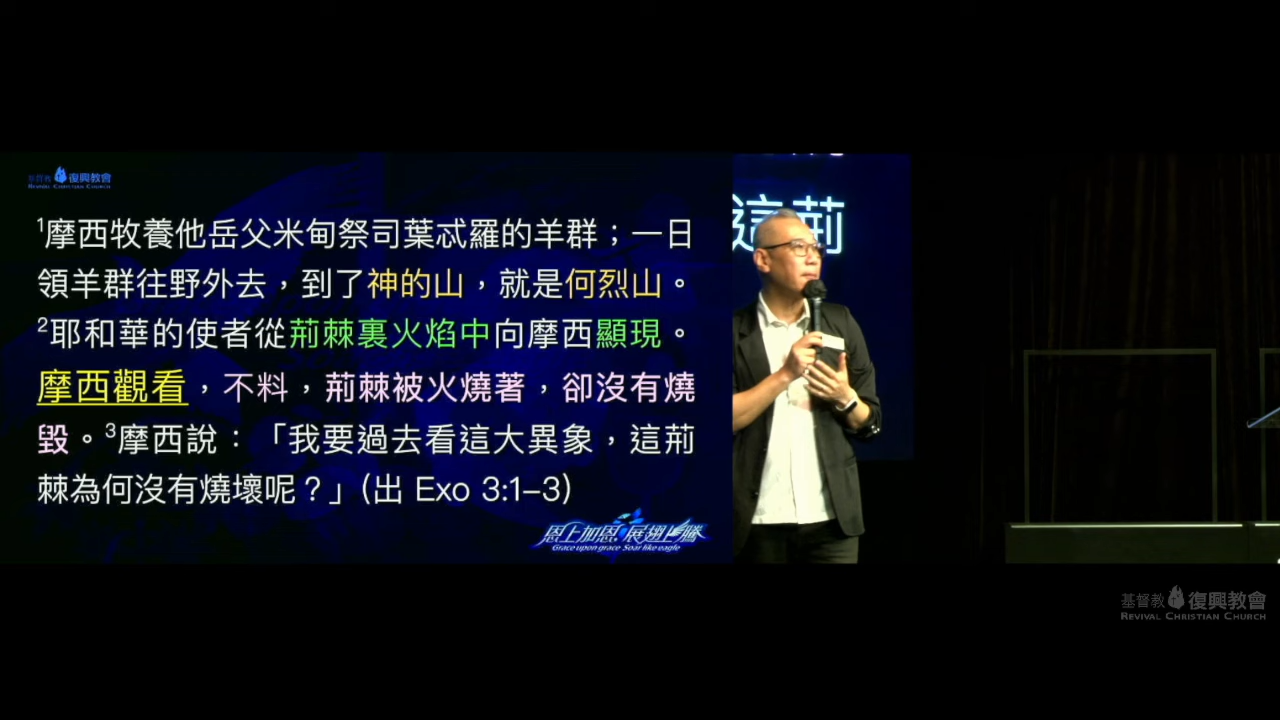 基督教 復興教會
REVIVAL CHRISTIAN CHURCH
1摩西牧養他岳父米甸祭司葉忒羅的羊群；一日
領羊群往野外去，到了神的山，就是何烈山。
2耶和華的使者從荊棘裏火焰中向摩西顯現。
摩西觀看，不料，荊棘被火燒著，卻沒有燒
毀。3摩西說：「我要過去看這大異象，這荊
棘為何沒有燒壞呢？」(出 Exo 3:1–3)
恩上加恩 展翅上騰
Grace upon grace Soar like eagle
這荊
基督教 復興教會
REVIVAL CHRISTIAN CHURCH